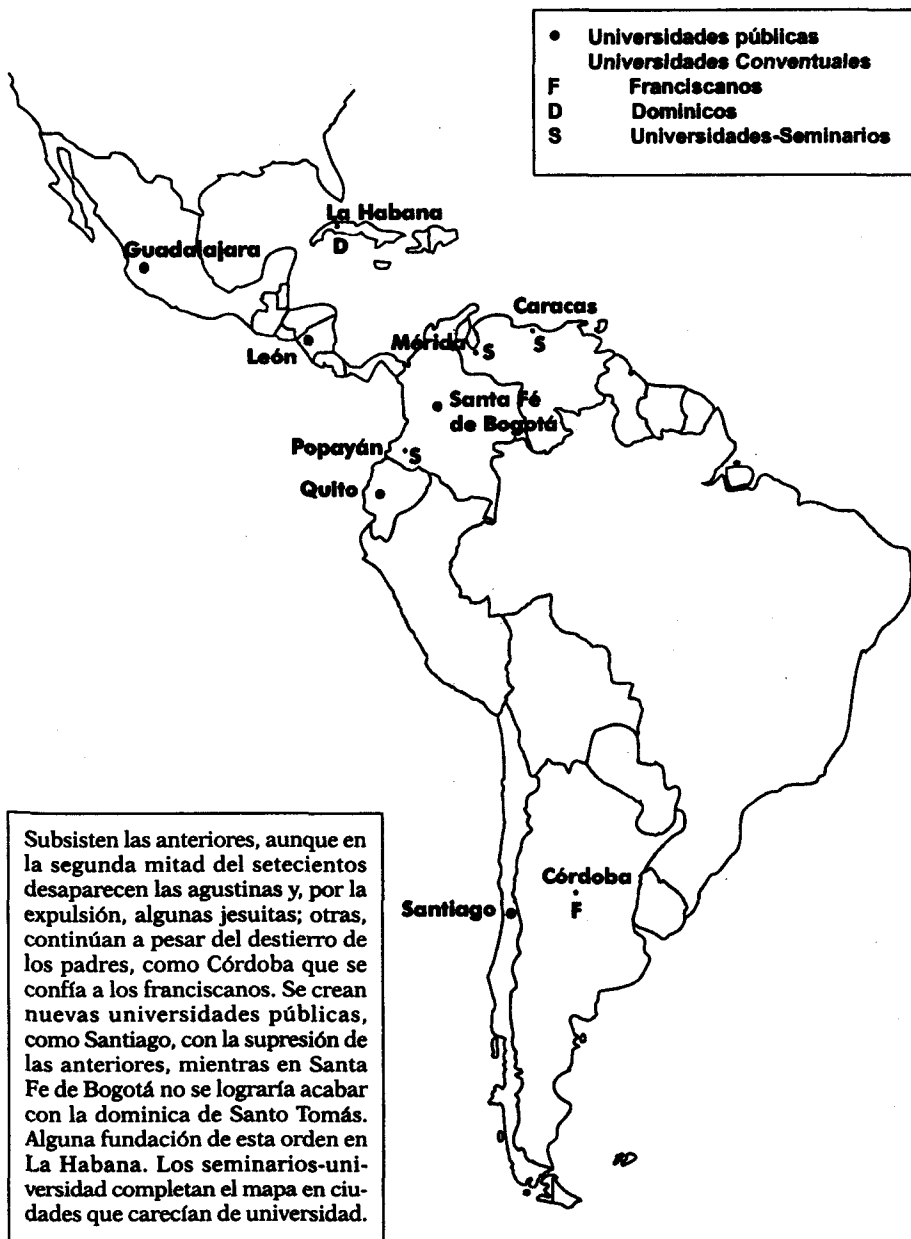 • Universidades públicas
Universidades Conventuales
F Franciscanos
D Dominicos
S Universidades-Seminarios
La Habana
D
Guadalajara
Caracas
S
León
Mérida
S
Santa Fé
de Bogotá
Popayán
S
Quito
Córdoba
F
Santiago
Subsisten las anteriores, aunque en
la segunda mitad del setecientos
desaparecen las agustinas y, por la
expulsión, algunas jesuitas; otras,
continúan a pesar del destierro de
los padres, como Córdoba que se
confía a los franciscanos. Se crean
nuevas universidades públicas,
como Santiago, con la supresión de
las anteriores, mientras en Santa
Fe de Bogotá no se lograría acabar
con la dominica de Santo Tomás.
Alguna fundación de esta orden en
La Habana. Los seminarios-uni-
versidad completan el mapa en ciu-
dades que carecían de universidad.